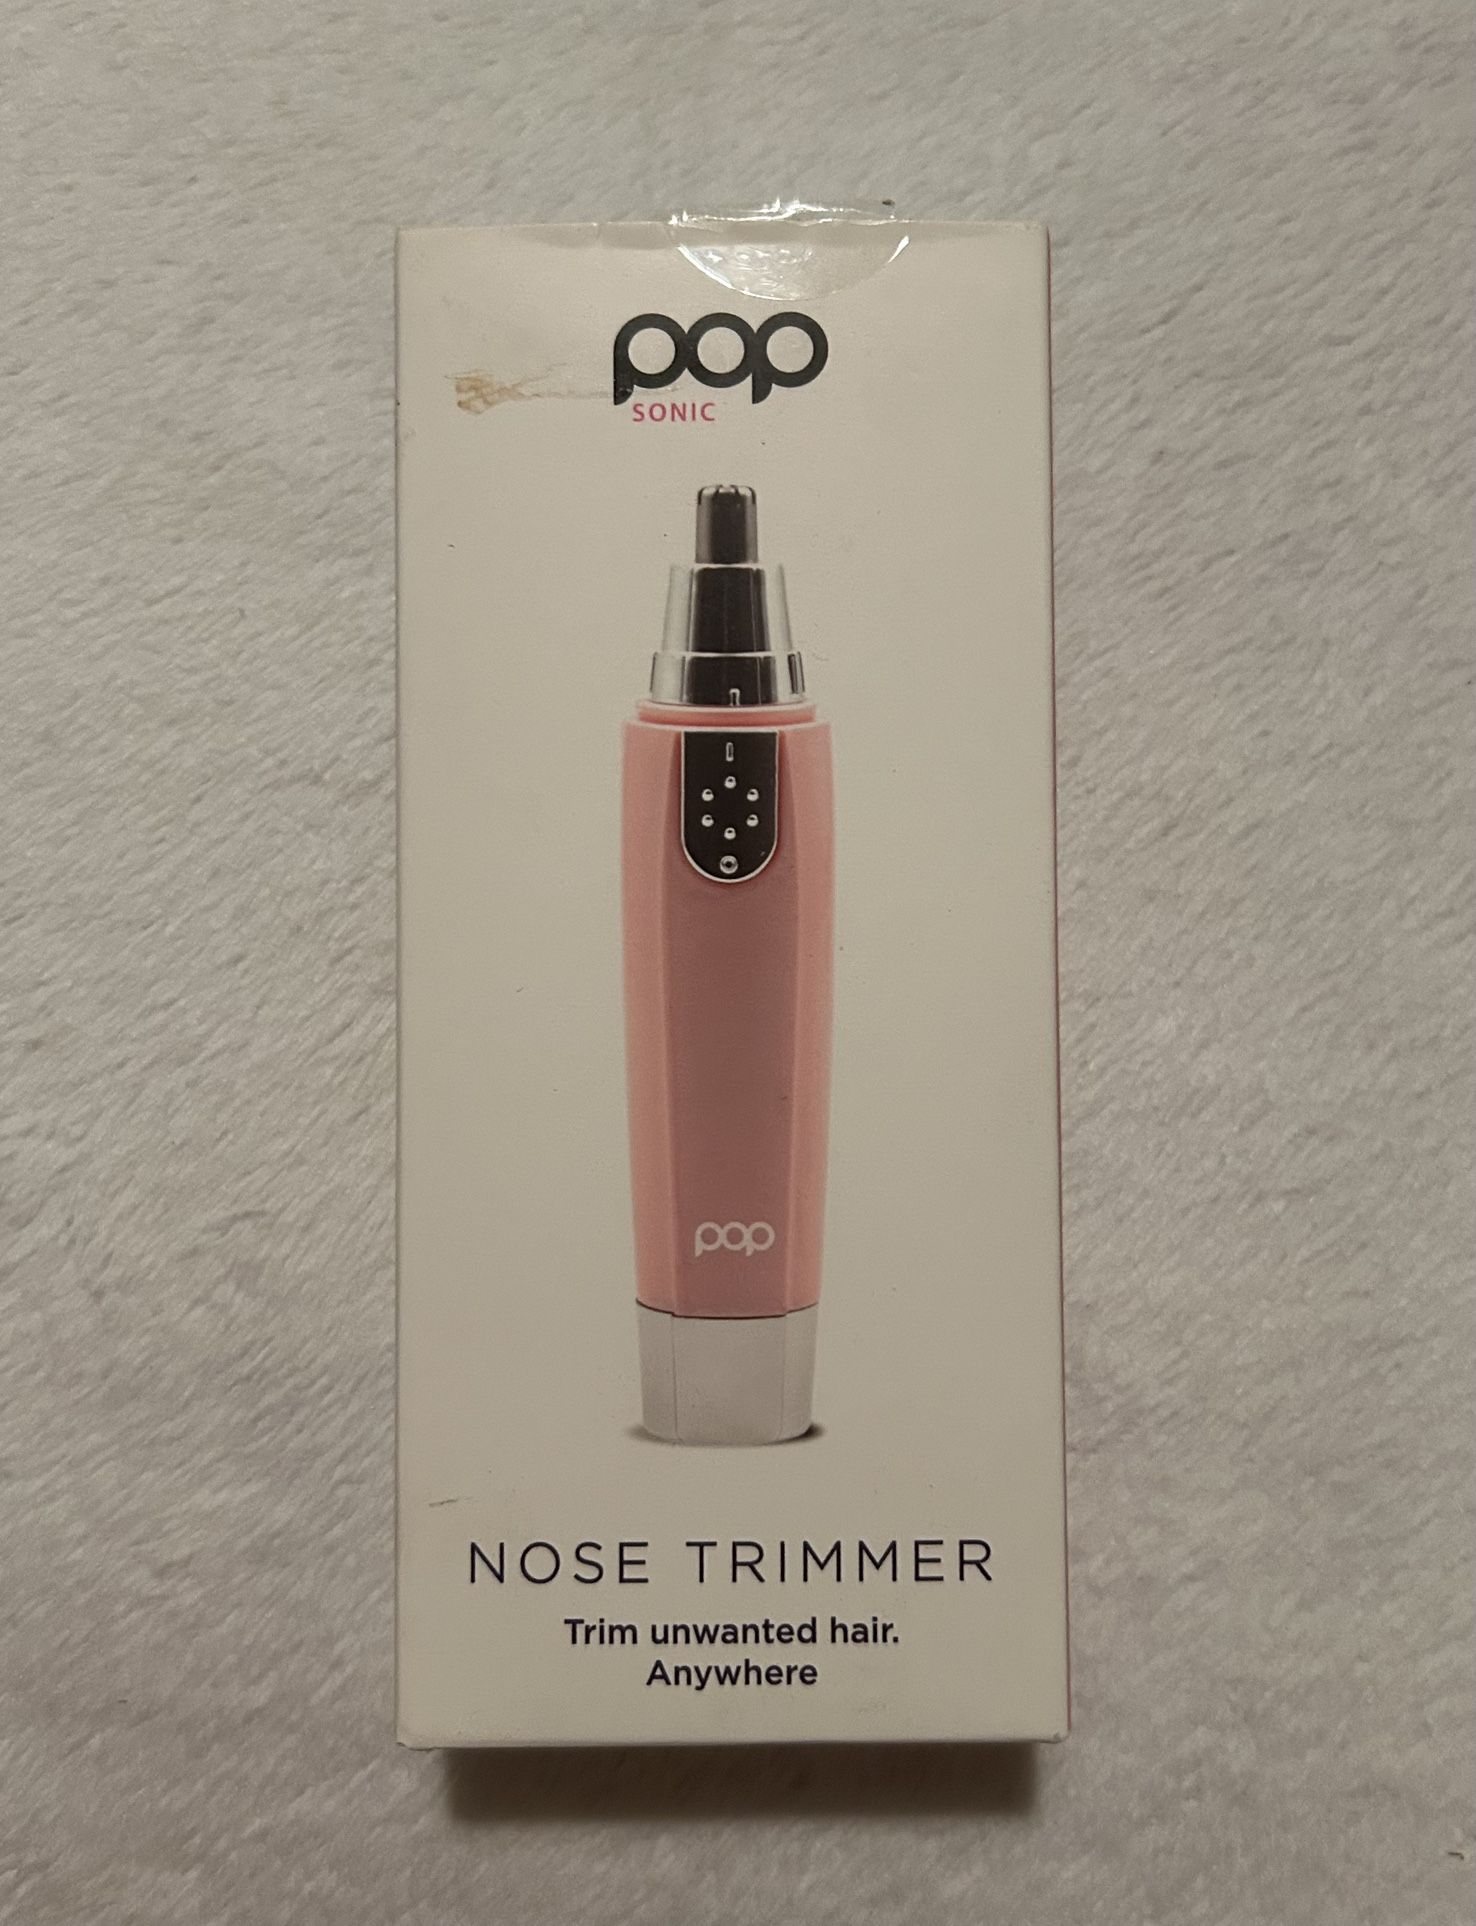 pop
SONIC
pop
NOSE TRIMMER
Trim unwanted hair.
Anywhere